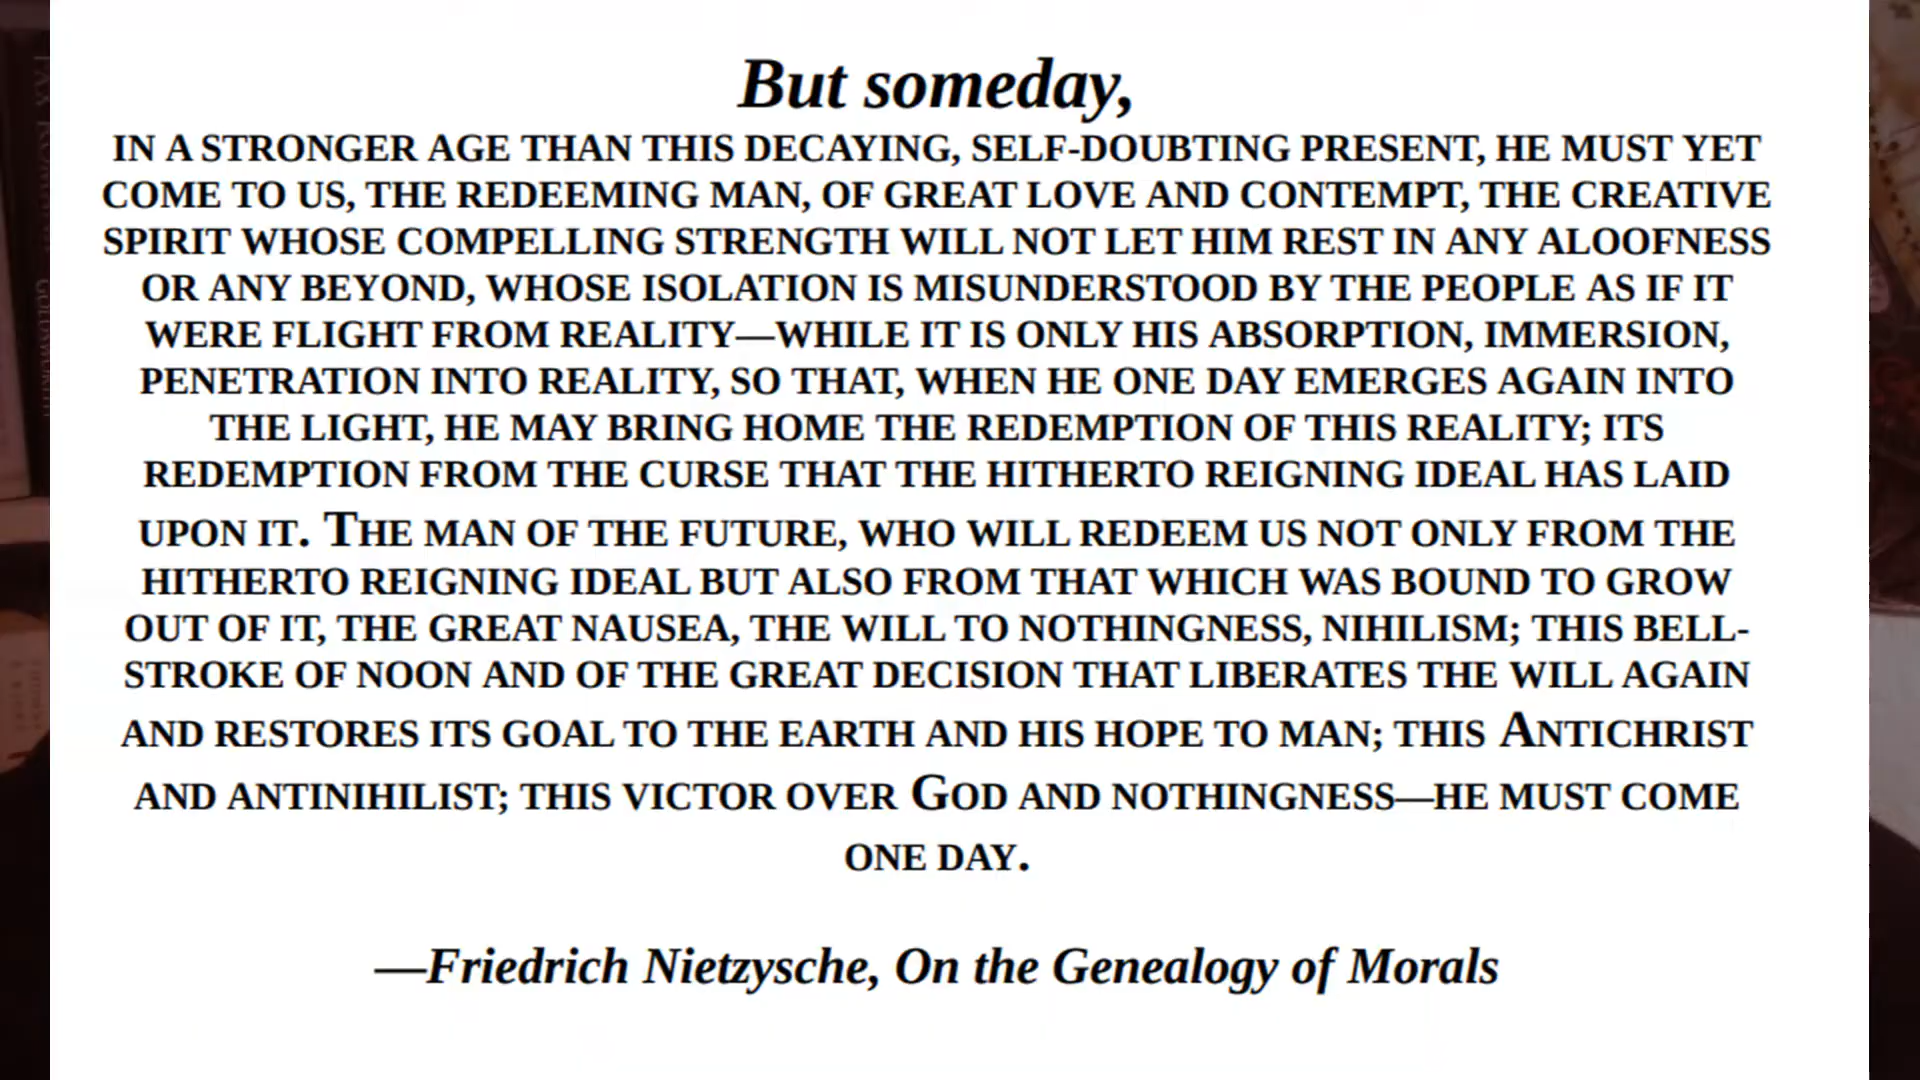 But someday,
IN A STRONGER AGE THAN THIS DECAYING, SELF-DOUBTING PRESENT, HE MUST YET
COME TO US, THE REDEEMING MAN, OF GREAT LOVE AND CONTEMPT, THE CREATIVE
SPIRIT WHOSE COMPELLING STRENGTH WILL NOT LET HIM REST IN ANY ALOOFNESS
OR ANY BEYOND, WHOSE ISOLATION IS MISUNDERSTOOD BY THE PEOPLE AS IF IT
WERE FLIGHT FROM REALITY—WHILE IT IS ONLY HIS ABSORPTION, IMMERSION,
PENETRATION INTO REALITY, SO THAT, WHEN HE ONE DAY EMERGES AGAIN INTO
THE LIGHT, HE MAY BRING HOME THE REDEMPTION OF THIS REALITY; ITS
REDEMPTION FROM THE CURSE THAT THE HITHERTO REIGNING IDEAL HAS LAID
UPON IT. THE MAN OF THE FUTURE, WHO WILL REDEEM US NOT ONLY FROM THE
HITHERTO REIGNING IDEAL BUT ALSO FROM THAT WHICH WAS BOUND TO GROW
OUT OF IT, THE GREAT NAUSEA, THE WILL TO NOTHINGNESS, NIHILISM; THIS BELL-
STROKE OF NOON AND OF THE GREAT DECISION THAT LIBERATES THE WILL AGAIN
AND RESTORES ITS GOAL TO THE EARTH AND HIS HOPE TO MAN; THIS ANTICHRIST
AND ANTINIHILIST; THIS VICTOR OVER GOD AND NOTHINGNESS—HE MUST COME
ONE DAY.
—Friedrich Nietzysche, On the Genealogy of Morals